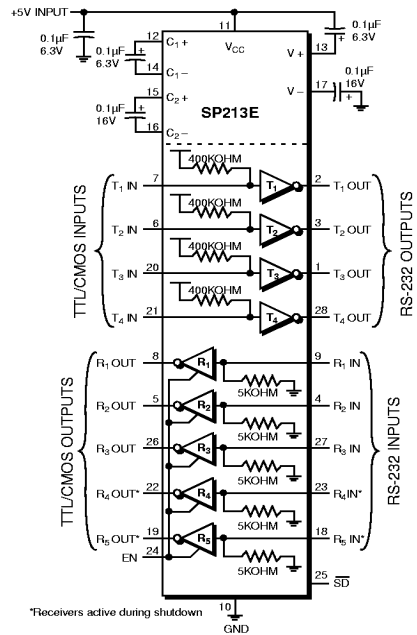 +5V INPUT
0.1µF
6.3V
12
C1+
11
VCC
0.1µF
6.3V
0.1µF
6.3V
14
C1−
V+
13
15
C2+
V−
17
0.1µF
16V
0.1µF
16V
16
C2−
SP213E
400KOHM
T1 IN
7
T1
2
T1 OUT
400KOHM
T2 IN
6
T2
3
T2 OUT
400KOHM
T3 IN
20
T3
1
T3 OUT
400KOHM
T4 IN
21
T4
28
T4 OUT
TTL/CMOS INPUTS
RS-232 OUTPUTS
R1 OUT
8
R1
9
R1 IN
5KOHM
R2 OUT
5
R2
4
R2 IN
5KOHM
R3 OUT
26
R3
27
R3 IN
5KOHM
R4 OUT*
22
R4
23
R4 IN*
5KOHM
R5 OUT*
19
R5
18
R5 IN*
5KOHM
TTL/CMOS OUTPUTS
RS-232 INPUTS
EN
24
25
SD
10
GND
*Receivers active during shutdown